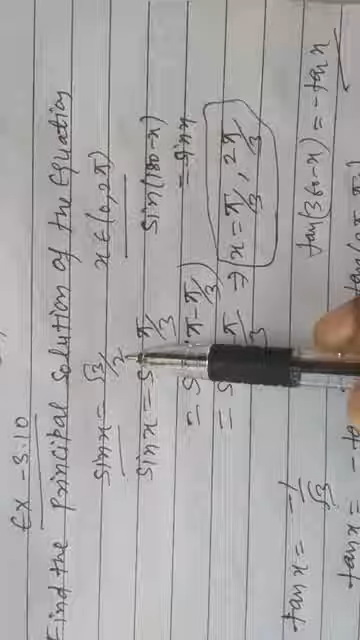 Ex - 3.10
Find the principal solution of the Equation
sin x = √3/2 x ∈ (0, 2π)
sin x = π/3 sin(180-x)
= (π - π/3) = sin x
= π/3 ⇒ x = π/3, 2π/3
tan x = -1/√3 tan(360-x) = -tan x
tan x = -